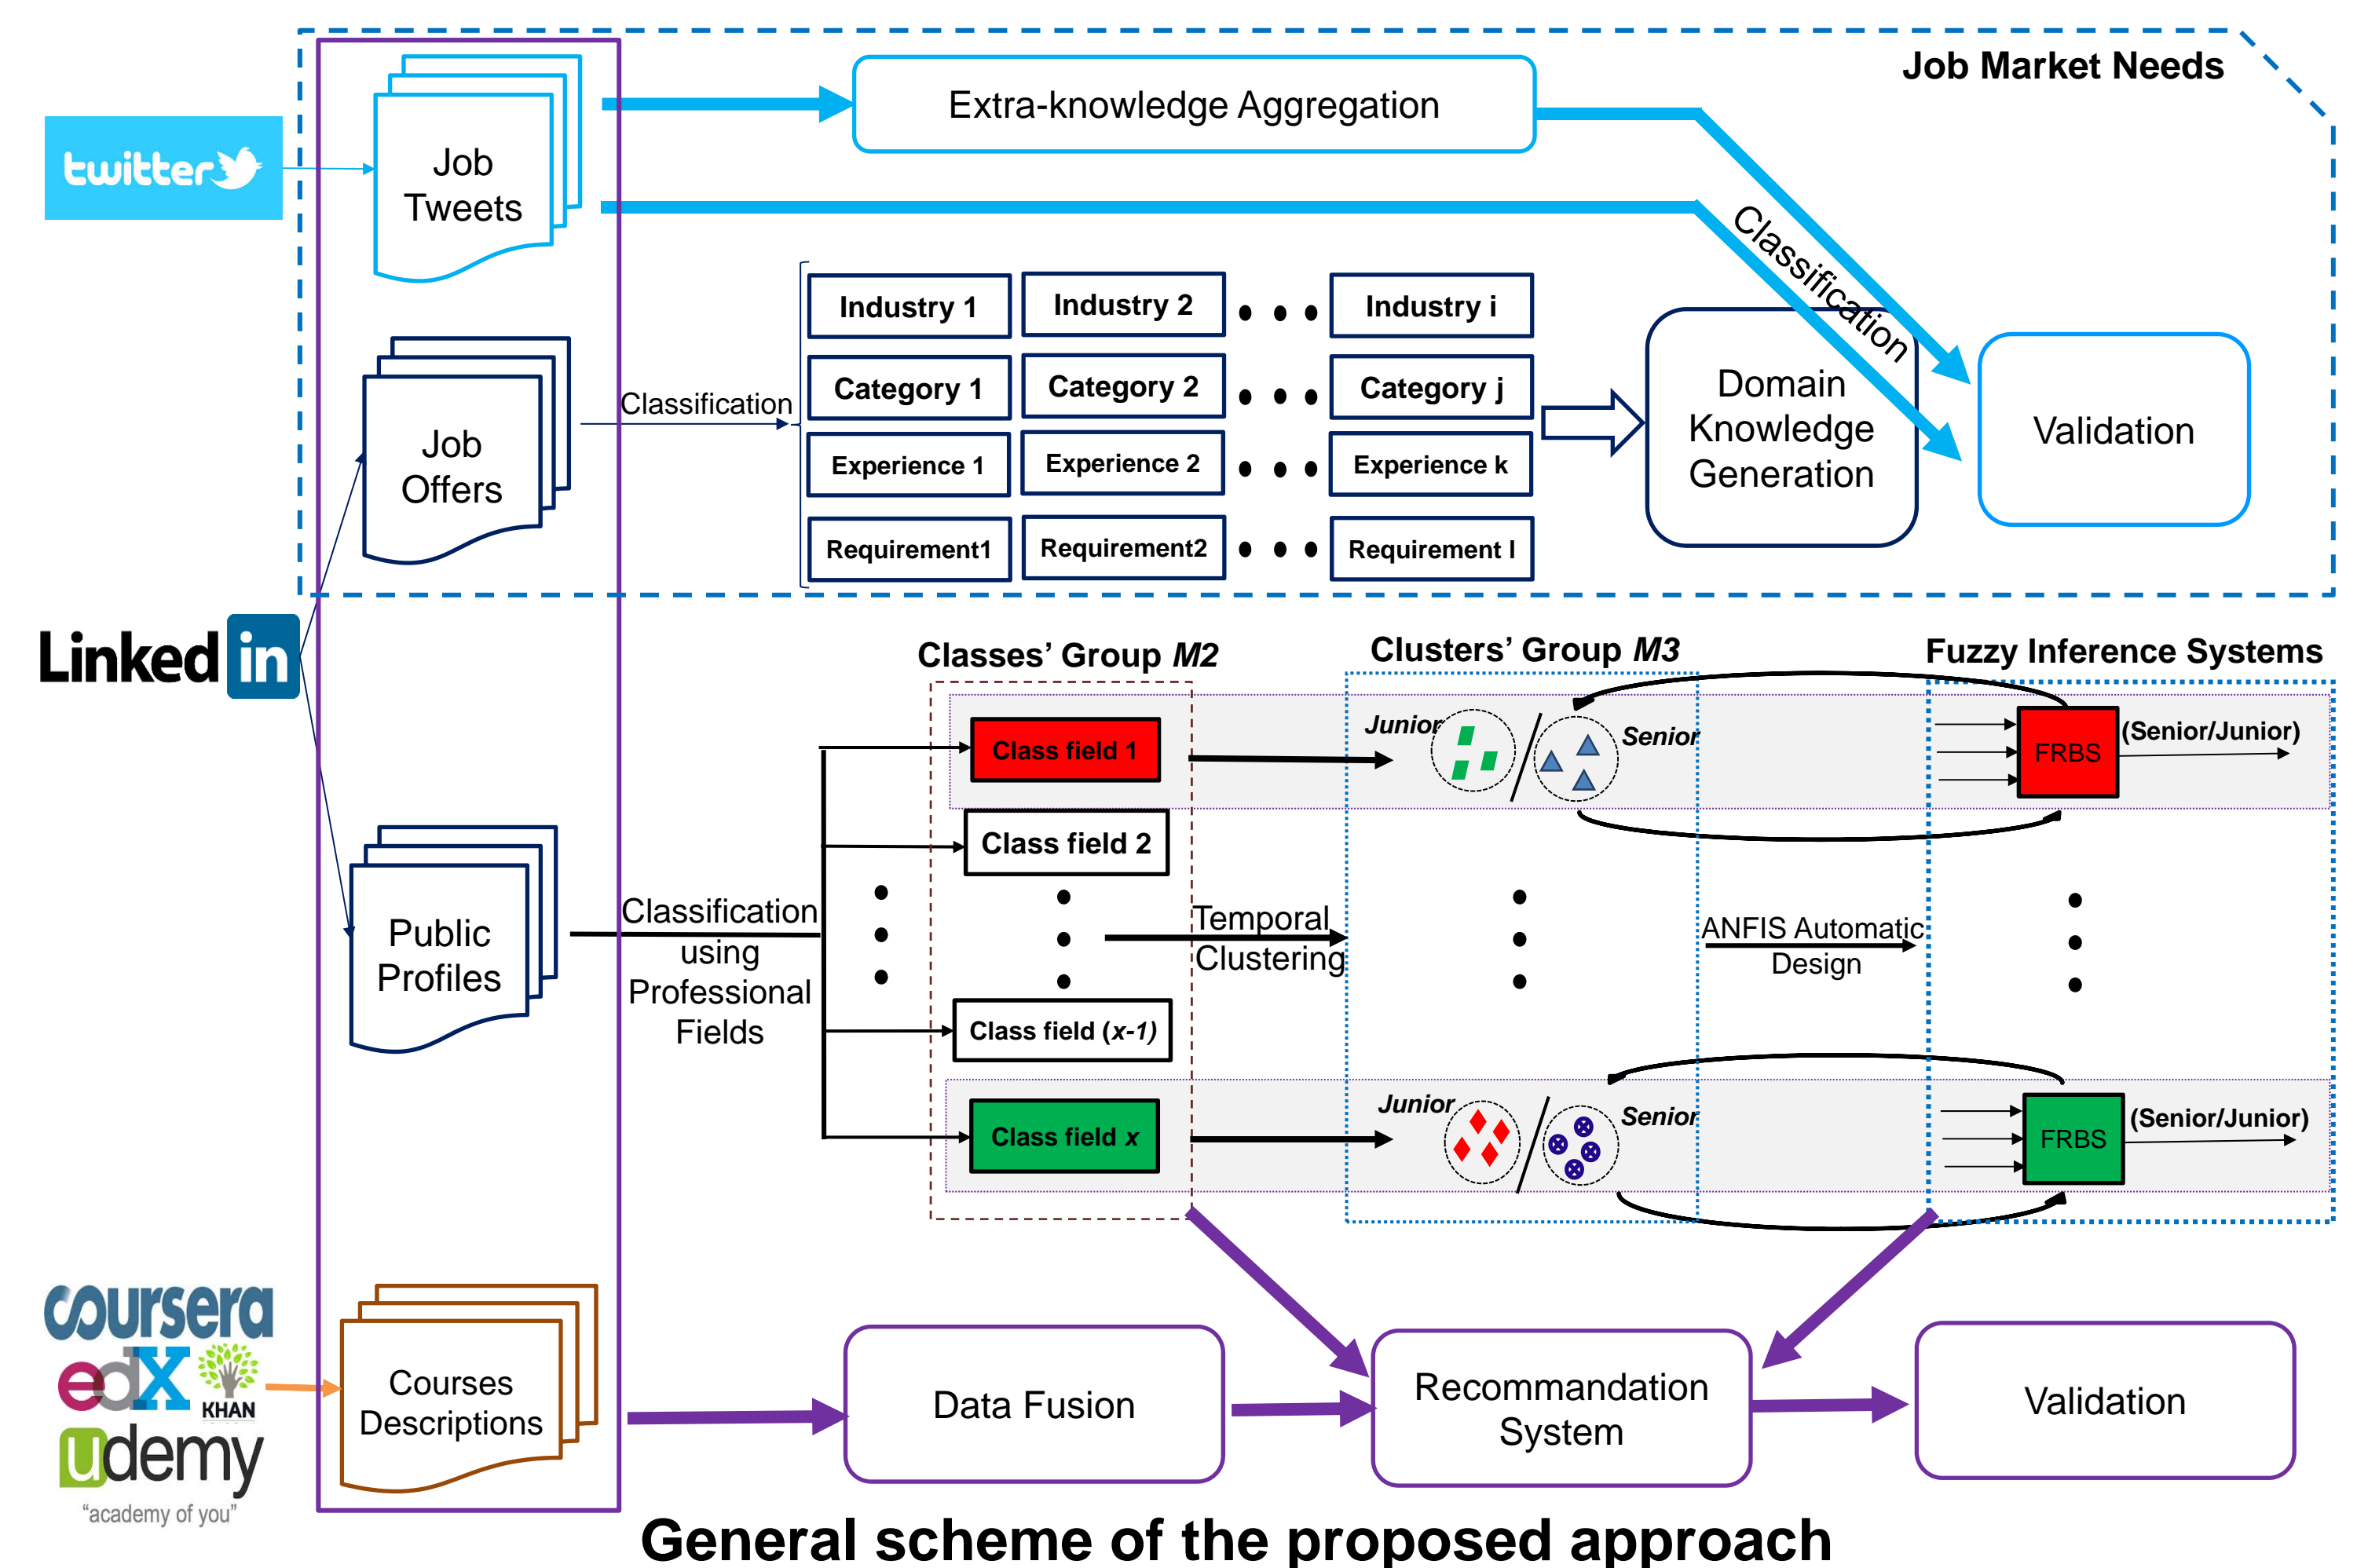 Job Market Needs
twitter
Job
Tweets
Extra-knowledge Aggregation
Classification
Industry 1
Industry 2
Industry i
Category 1
Category 2
Category j
Experience 1
Experience 2
Experience k
Requirement1
Requirement2
Requirement l
Job
Offers
Classification
Domain
Knowledge
Generation
Validation
Linked in
Classes’ Group M2
Clusters’ Group M3
Fuzzy Inference Systems
Class field 1
Junior
Senior
FRBS
(Senior/Junior)
Class field 2
Public
Profiles
Classification
using
Professional
Fields
Temporal
Clustering
ANFIS Automatic
Design
Class field (x-1)
Class field x
Junior
Senior
FRBS
(Senior/Junior)
coursera
edX
KHAN
udemy
“academy of you”
Courses
Descriptions
Data Fusion
Recommandation
System
Validation
General scheme of the proposed approach